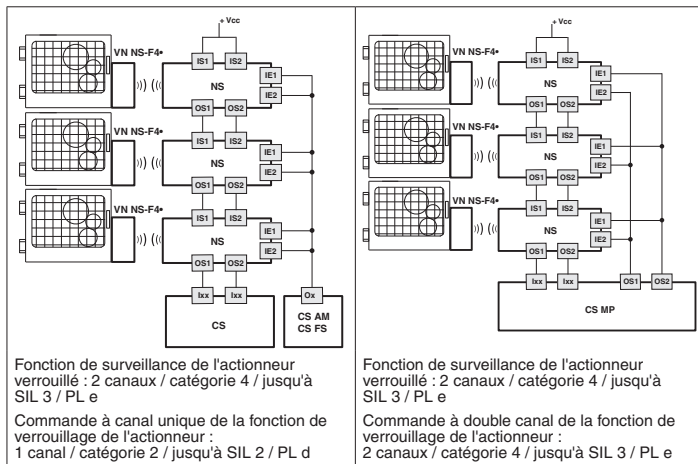 + Vcc
VN NS-F4•
IS1 IS2
NS
IE1
IE2
OS1 OS2
VN NS-F4•
IS1 IS2
NS
IE1
IE2
OS1 OS2
VN NS-F4•
IS1 IS2
NS
IE1
IE2
OS1 OS2
Ixx Ixx
CS
Ox
CS AM
CS FS
Fonction de surveillance de l'actionneur
verrouillé : 2 canaux / catégorie 4 / jusqu'à
SIL 3 / PL e
Commande à canal unique de la fonction de
verrouillage de l'actionneur :
1 canal / catégorie 2 / jusqu'à SIL 2 / PL d
+ Vcc
VN NS-F4•
IS1 IS2
NS
IE1
IE2
OS1 OS2
VN NS-F4•
IS1 IS2
NS
IE1
IE2
OS1 OS2
VN NS-F4•
IS1 IS2
NS
IE1
IE2
OS1 OS2
Ixx Ixx
OS1 OS2
CS MP
Fonction de surveillance de l'actionneur
verrouillé : 2 canaux / catégorie 4 / jusqu'à
SIL 3 / PL e
Commande à double canal de la fonction de
verrouillage de l'actionneur :
2 canaux / catégorie 4 / jusqu'à SIL 3 / PL e